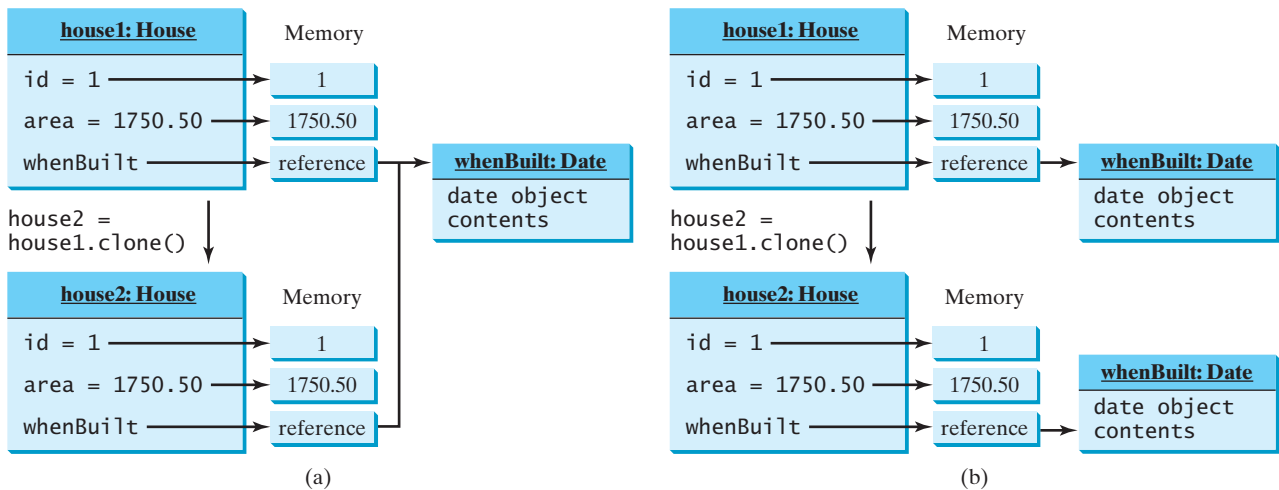 house1: House
Memory
id = 1
1
area = 1750.50
1750.50
whenBuilt
reference
whenBuilt: Date
date object
contents
house2 =
house1.clone()
house2: House
Memory
id = 1
1
area = 1750.50
1750.50
whenBuilt
reference
(a)
house1: House
Memory
id = 1
1
area = 1750.50
1750.50
whenBuilt
reference
whenBuilt: Date
date object
contents
house2 =
house1.clone()
house2: House
Memory
id = 1
1
area = 1750.50
1750.50
whenBuilt
reference
whenBuilt: Date
date object
contents
(b)